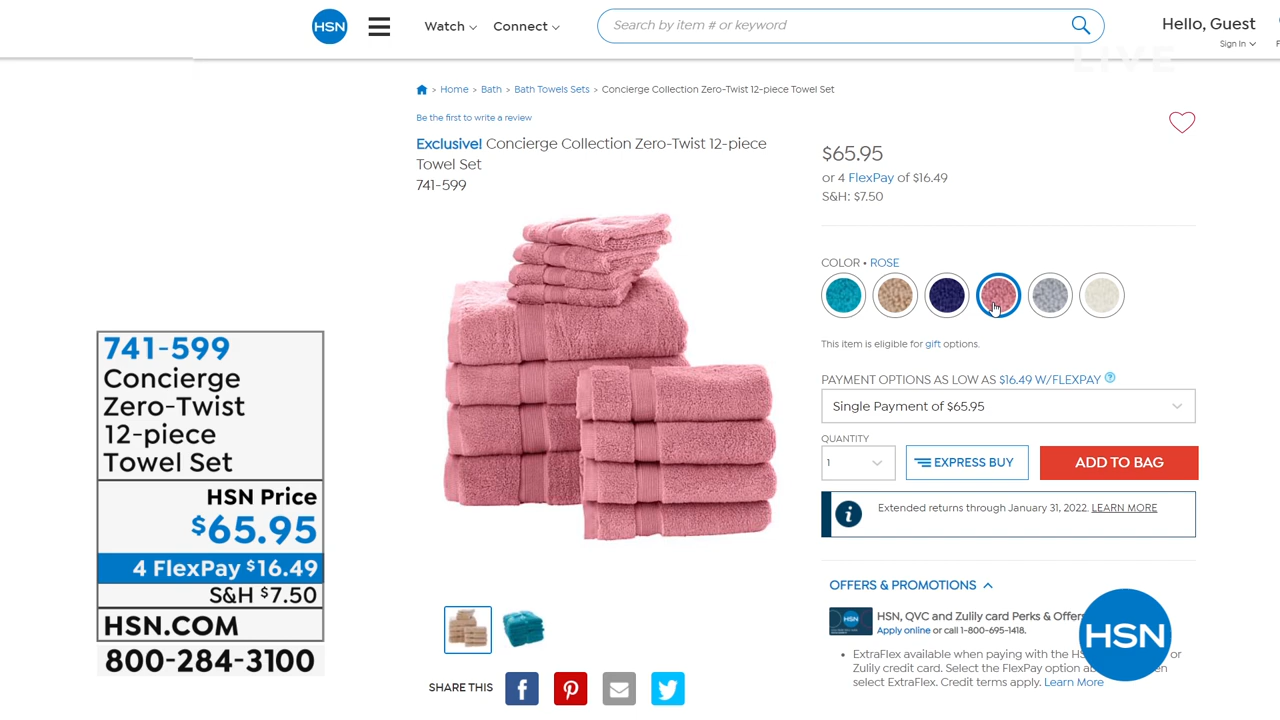 HSN
Watch
Connect
Search by item # or keyword
Hello, Guest
Sign In
LIVE
> Home > Bath > Bath Towels Sets > Concierge Collection Zero-Twist 12-piece Towel Set
Be the first to write a review
Exclusive! Concierge Collection Zero-Twist 12-piece
Towel Set
741-599
$65.95
or 4 FlexPay of $16.49
S&H: $7.50
COLOR • ROSE
This item is eligible for gift options.
PAYMENT OPTIONS AS LOW AS $16.49 W/FLEXPAY ?
Single Payment of $65.95
QUANTITY
1
EXPRESS BUY
ADD TO BAG
i
Extended returns through January 31, 2022. LEARN MORE
OFFERS & PROMOTIONS
HSN, QVC and Zulily card Perks & Offer
Apply online or call 1-800-695-1418.
• ExtraFlex available when paying with the HS or
Zulily credit card. Select the FlexPay option en
select ExtraFlex. Credit terms apply. Learn More
HSN
SHARE THIS
741-599
Concierge
Zero-Twist
12-piece
Towel Set
HSN Price
$65.95
4 FlexPay $16.49
S&H $7.50
HSN.COM
800-284-3100